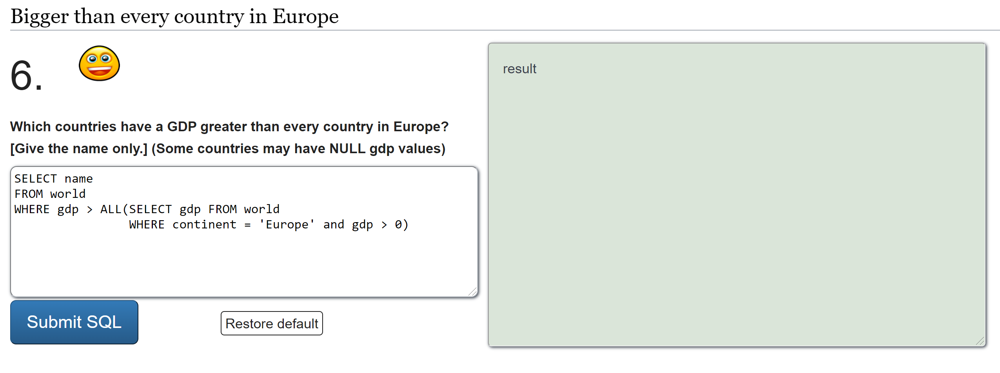 Bigger than every country in Europe
6.
Which countries have a GDP greater than every country in Europe?
[Give the name only.] (Some countries may have NULL gdp values)
SELECT name
FROM world
WHERE gdp > ALL(SELECT gdp FROM world
                WHERE continent = 'Europe' and gdp > 0)
Submit SQL
Restore default
result